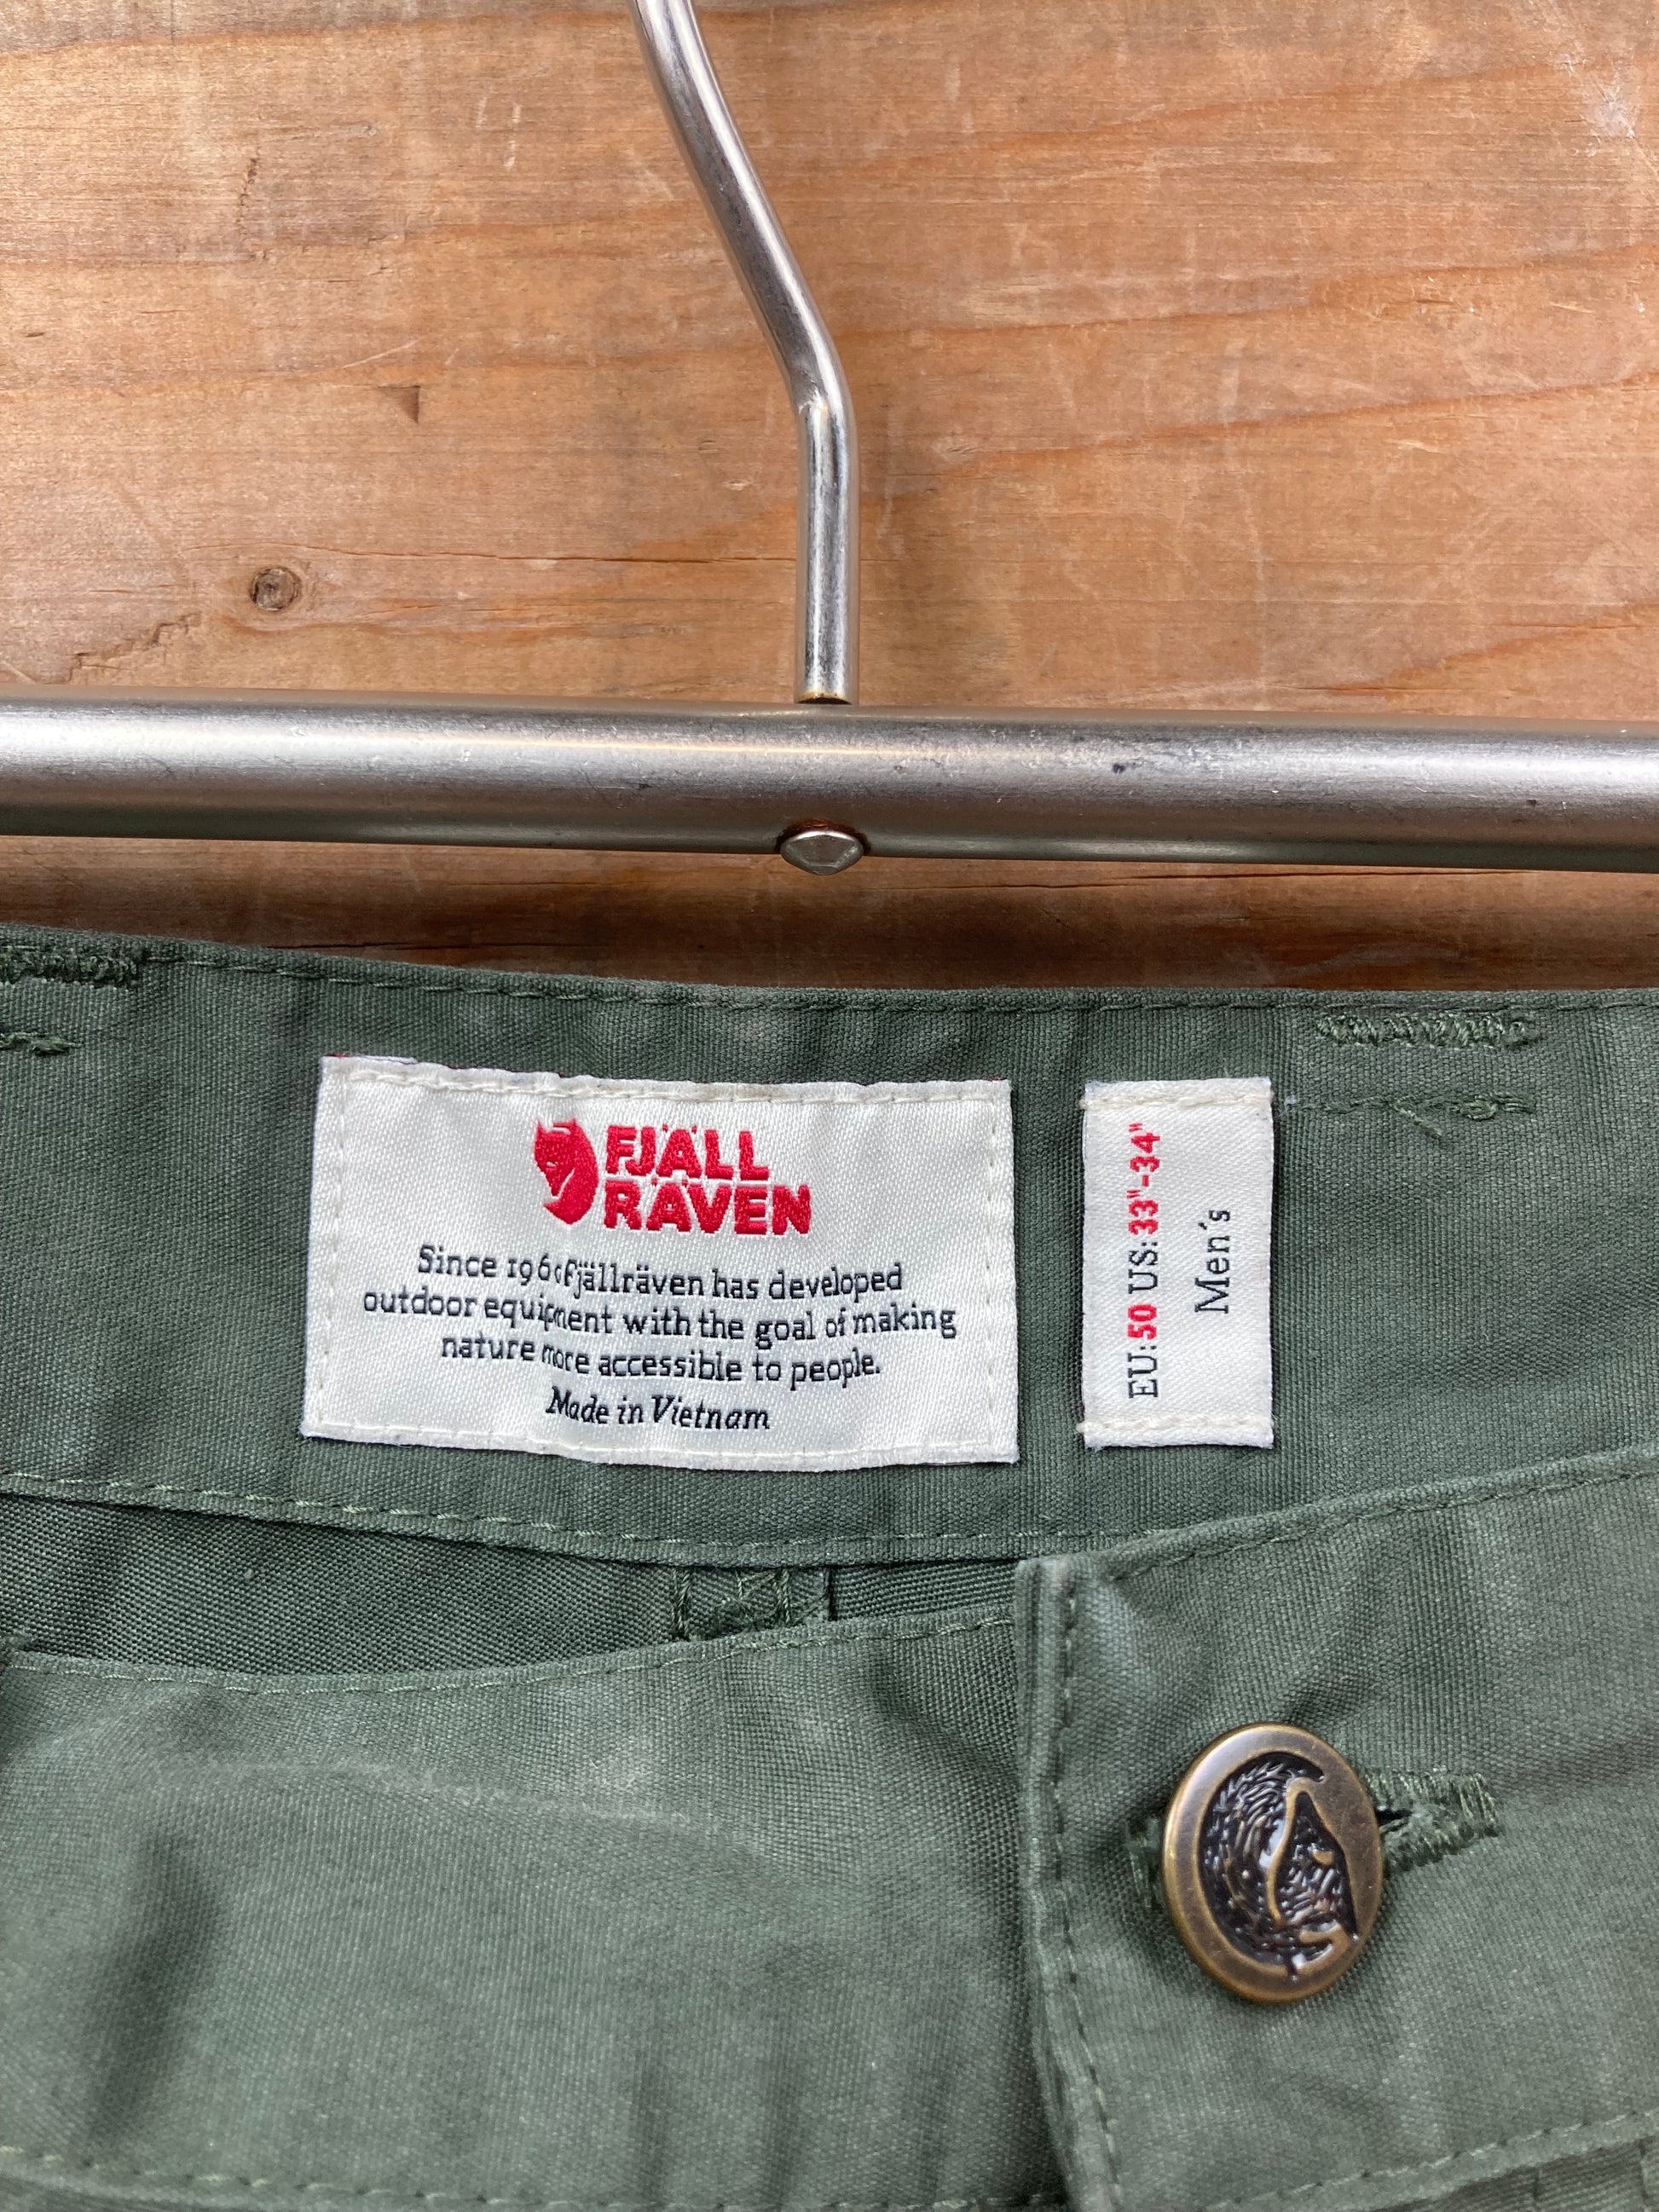 FJÄLL
RÄVEN
Since 1960 Fjällräven has developed
outdoor equipment with the goal of making
nature more accessible to people.
Made in Vietnam
EU: 50 US: 33"-34"
Men´s